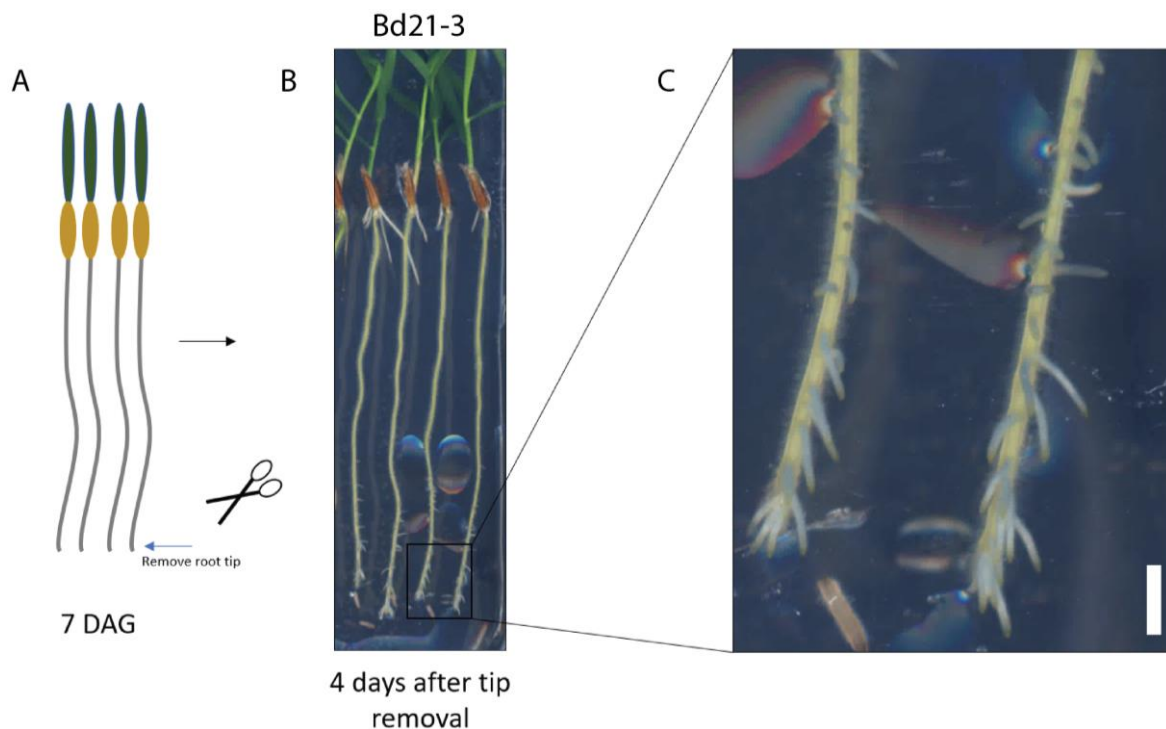 Bd21-3
A
B
C
Remove root tip
7 DAG
4 days after tip
removal